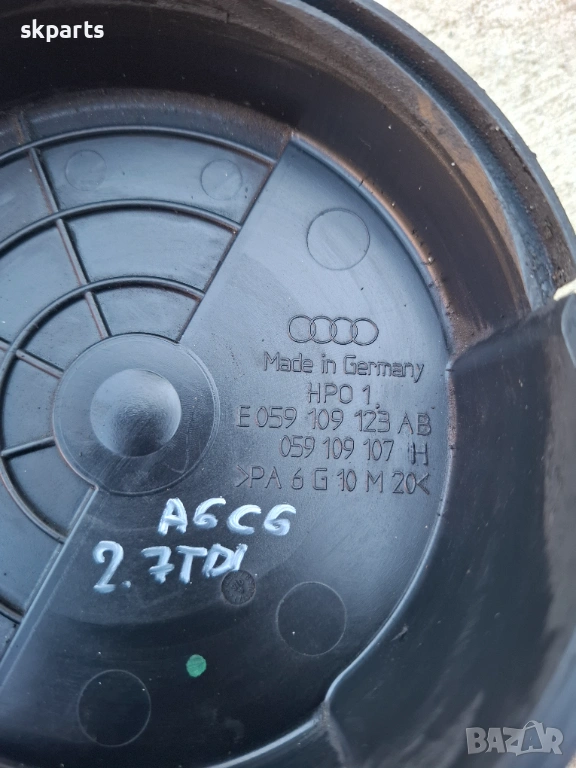 skparts
Made in Germany
HPO 1
E 059 109 123 AB
059 109 107 H
>PA 6 G 10 M 20<
A6C6
2.7TDI
BAZAR